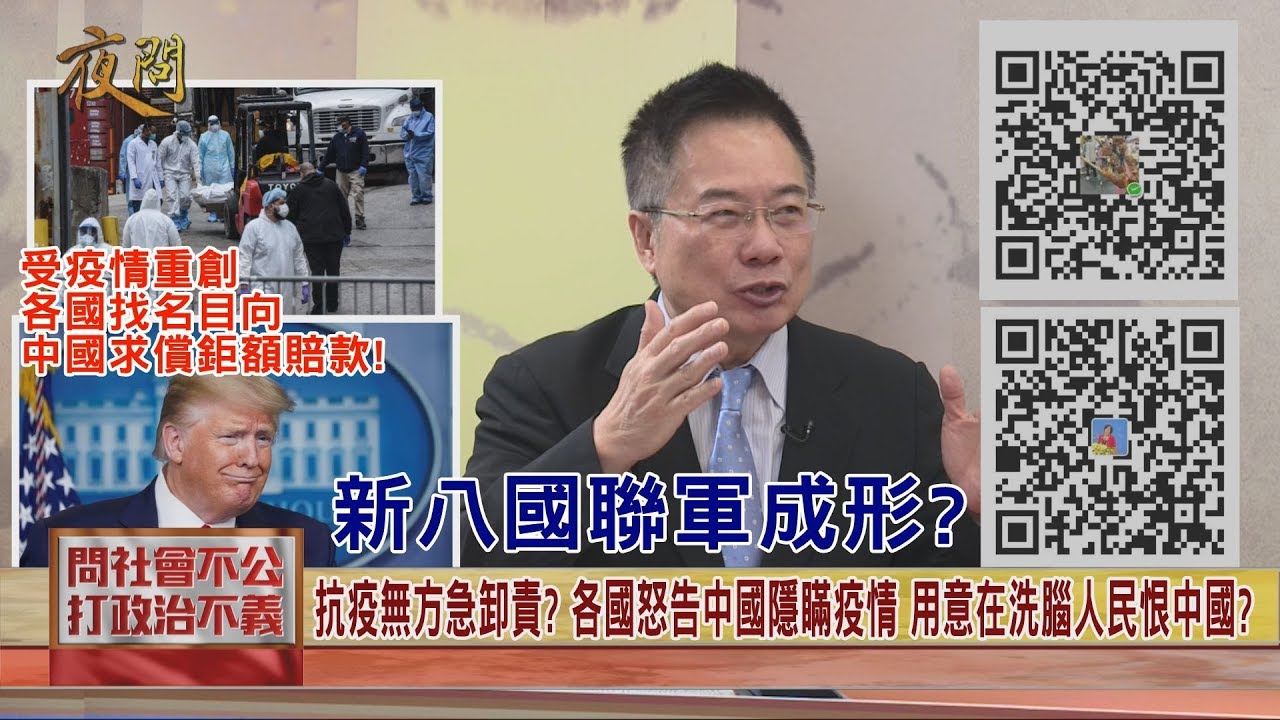 夜問
受疫情重創
各國找名目向
中國求償鉅額賠款!
新八國聯軍成形?
問社會不公
打政治不義
抗疫無方急卸責? 各國怒告中國隱瞞疫情 用意在洗腦人民恨中國?
TOYOTA